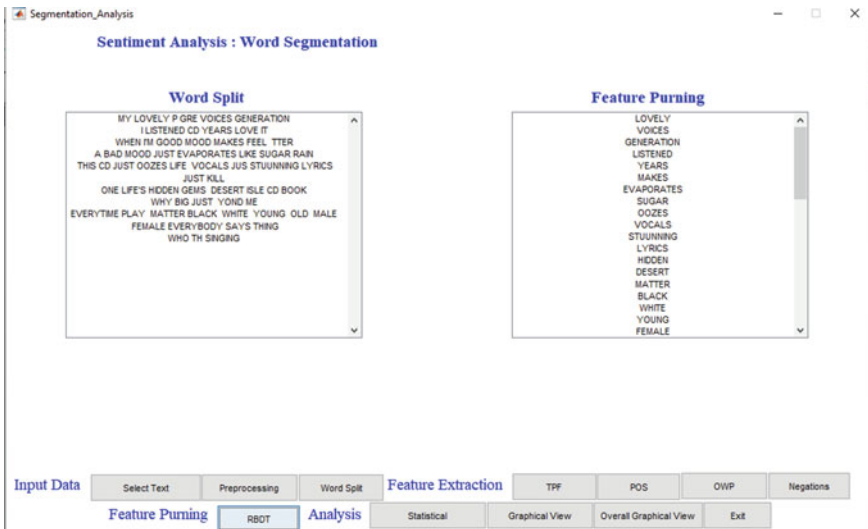 Segmentation_Analysis
Sentiment Analysis : Word Segmentation
Word Split
MY LOVELY P GRE VOICES GENERATION
I LISTENED CD YEARS LOVE IT
WHEN I'M GOOD MOOD MAKES FEEL TTER
A BAD MOOD JUST EVAPORATES LIKE SUGAR RAIN
THIS CD JUST OOZES LIFE VOCALS JUS STUUNNING LYRICS
JUST KILL
ONE LIFE'S HIDDEN GEMS DESERT ISLE CD BOOK
WHY BIG JUST YOND ME
EVERYTIME PLAY MATTER BLACK WHITE YOUNG OLD MALE
FEMALE EVERYBODY SAYS THING
WHO TH SINGING
Feature Purning
LOVELY
VOICES
GENERATION
LISTENED
YEARS
MAKES
EVAPORATES
SUGAR
OOZES
VOCALS
STUUNNING
LYRICS
HIDDEN
DESERT
MATTER
BLACK
WHITE
YOUNG
FEMALE
Input Data Select Text Preprocessing Word Split Feature Extraction TPF POS OWP Negations
Feature Purning RBOT Analysis Statistical Graphical View Overall Graphical View Exit